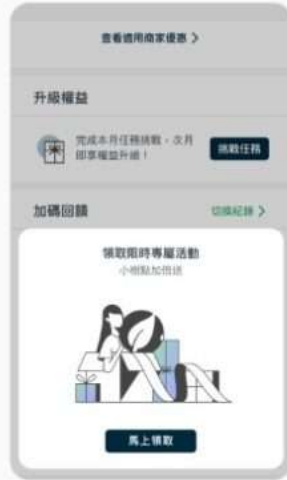 查看適用商家優惠 >
升級權益
完成本月任務挑戰，次月
即享權益升級！
挑戰任務
加碼回饋
切換紀錄 >
領取限時專屬活動
小樹點加倍送
馬上領取